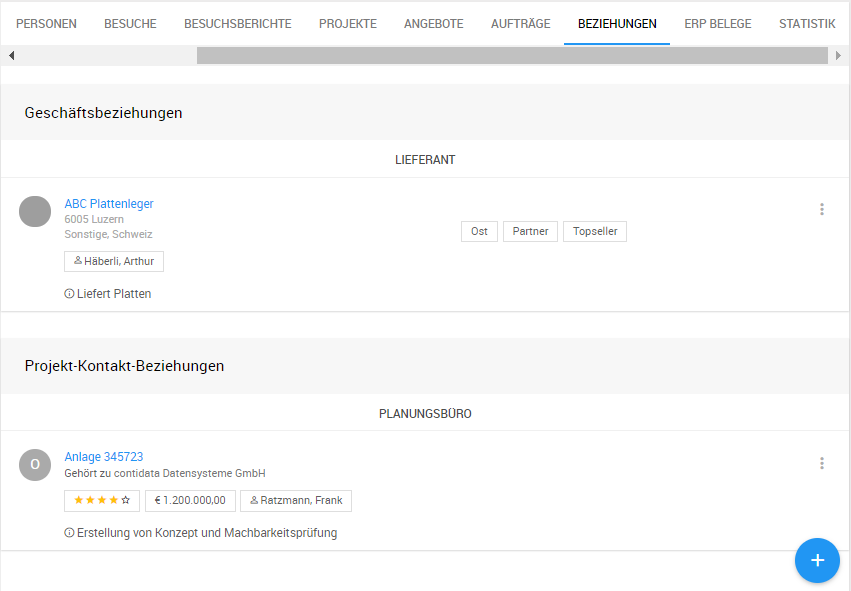 PERSONEN BESUCHE BESUCHSBERICHTE PROJEKTE ANGEBOTE AUFTRÄGE BEZIEHUNGEN ERP BELEGE STATISTIK
Geschäftsbeziehungen
LIEFERANT
ABC Plattenleger
6005 Luzern
Sonstige, Schweiz
Ost Partner Topseller
Häberli, Arthur
Liefert Platten
Projekt-Kontakt-Beziehungen
PLANUNGSBÜRO
O
Anlage 345723
Gehört zu contidata Datensysteme GmbH
€ 1.200.000,00 Ratzmann, Frank
Erstellung von Konzept und Machbarkeitsprüfung